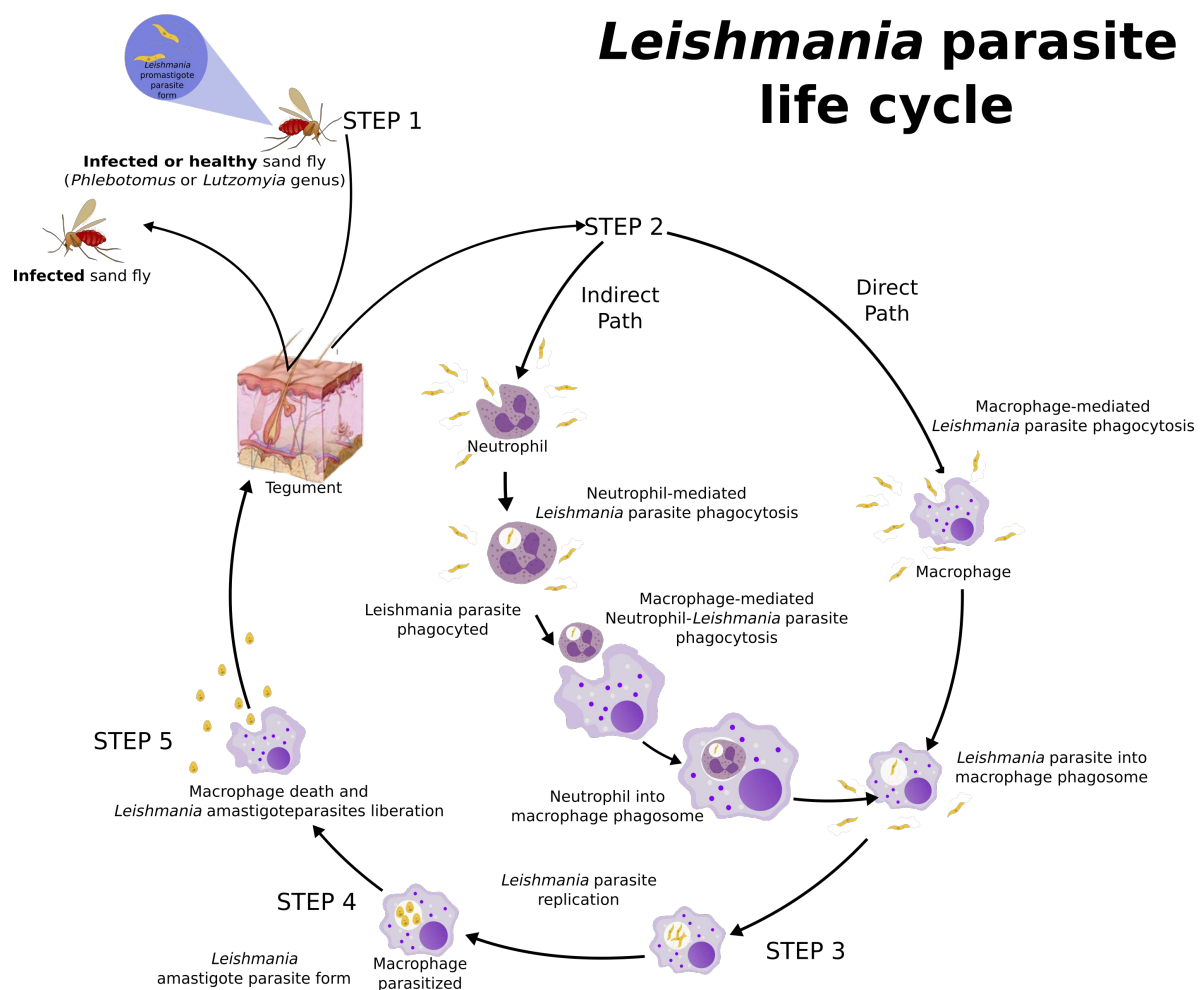 Leishmania parasite
life cycle
Leishmania
promastigote
parasite
form
STEP 1
Infected or healthy sand fly
(Phlebotomus or Lutzomyia genus)
Infected sand fly
Tegument
STEP 2
Indirect
Path
Direct
Path
Neutrophil
Neutrophil-mediated
Leishmania parasite phagocytosis
Leishmania parasite
phagocyted
Macrophage-mediated
Neutrophil-Leishmania parasite
phagocytosis
Neutrophil into
macrophage phagosome
Macrophage-mediated
Leishmania parasite phagocytosis
Macrophage
Leishmania parasite into
macrophage phagosome
STEP 3
Leishmania parasite
replication
STEP 4
Macrophage
parasitized
Leishmania
amastigote parasite form
STEP 5
Macrophage death and
Leishmania amastigoteparasites liberation